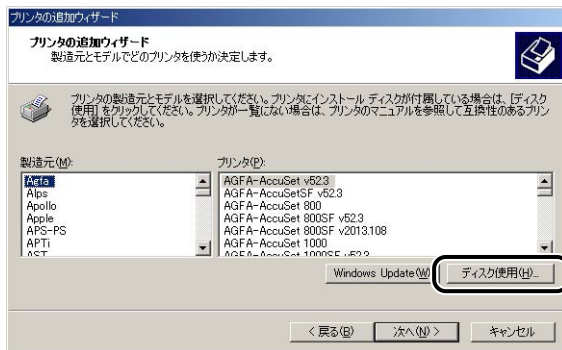 プリンタの追加ウィザード
プリンタの追加ウィザード
製造元とモデルでどのプリンタを使うか決定します。
プリンタの製造元とモデルを選択してください。プリンタにインストール ディスクが付属している場合は、[ディスク
使用] をクリックしてください。プリンタが一覧にない場合は、プリンタのマニュアルを参照して互換性のあるプリン
タを選択してください。
製造元(M):
プリンタ(P):
Agfa
Alps
Apollo
Apple
APS-PS
APTi
AST
AGFA-AccuSet v52.3
AGFA-AccuSetSF v52.3
AGFA-AccuSet 800
AGFA-AccuSet 800SF v52.3
AGFA-AccuSet 800SF v2013.108
AGFA-AccuSet 1000
AGFA-AccuSet 1000SF v52.3
Windows Update(W)
ディスク使用(H)...
< 戻る(B)
次へ(N) >
キャンセル